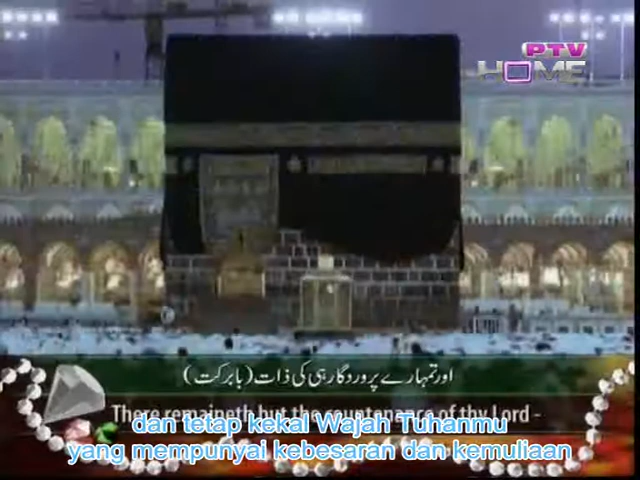 PTV
HOME
اور تمہارے پروردگار ہی کی ذات (بابرکت)
There remaineth but the countenance of thy Lord -
dan tetap kekal Wajah Tuhanmu
yang mempunyai kebesaran dan kemuliaan